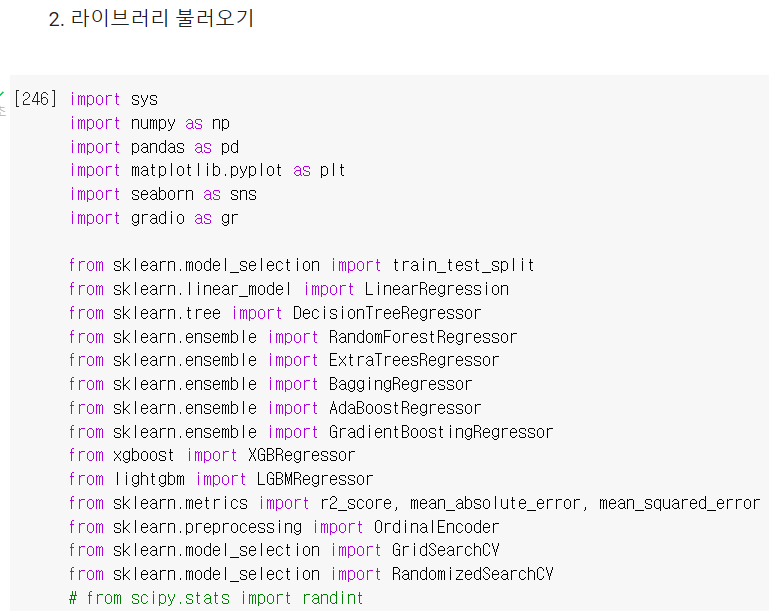 2. 라이브러리 불러오기
[246] import sys
import numpy as np
import pandas as pd
import matplotlib.pyplot as plt
import seaborn as sns
import gradio as gr
from sklearn.model_selection import train_test_split
from sklearn.linear_model import LinearRegression
from sklearn.tree import DecisionTreeRegressor
from sklearn.ensemble import RandomForestRegressor
from sklearn.ensemble import ExtraTreesRegressor
from sklearn.ensemble import BaggingRegressor
from sklearn.ensemble import AdaBoostRegressor
from sklearn.ensemble import GradientBoostingRegressor
from xgboost import XGBRegressor
from lightgbm import LGBMRegressor
from sklearn.metrics import r2_score, mean_absolute_error, mean_squared_error
from sklearn.preprocessing import OrdinalEncoder
from sklearn.model_selection import GridSearchCV
from sklearn.model_selection import RandomizedSearchCV
# from scipy.stats import randint